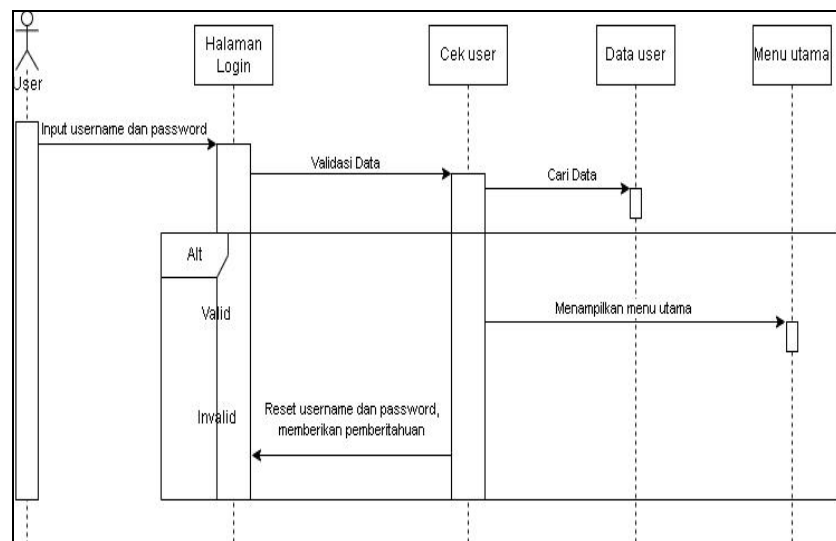 User
Halaman
Login
Cek user
Data user
Menu utama
Input username dan password
Validasi Data
Cari Data
Alt
Valid
Menampilkan menu utama
Invalid
Reset username dan password,
memberikan pemberitahuan